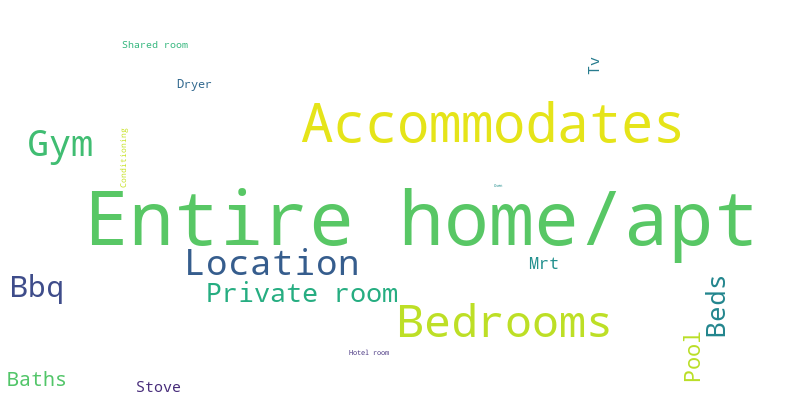 Shared room
Tv
Dryer
Accommodates
Gym
Conditioning
Entire home/apt
Location
Mrt
Bbq
Private room
Beds
Bedrooms
Pool
Hotel room
Baths
Stove